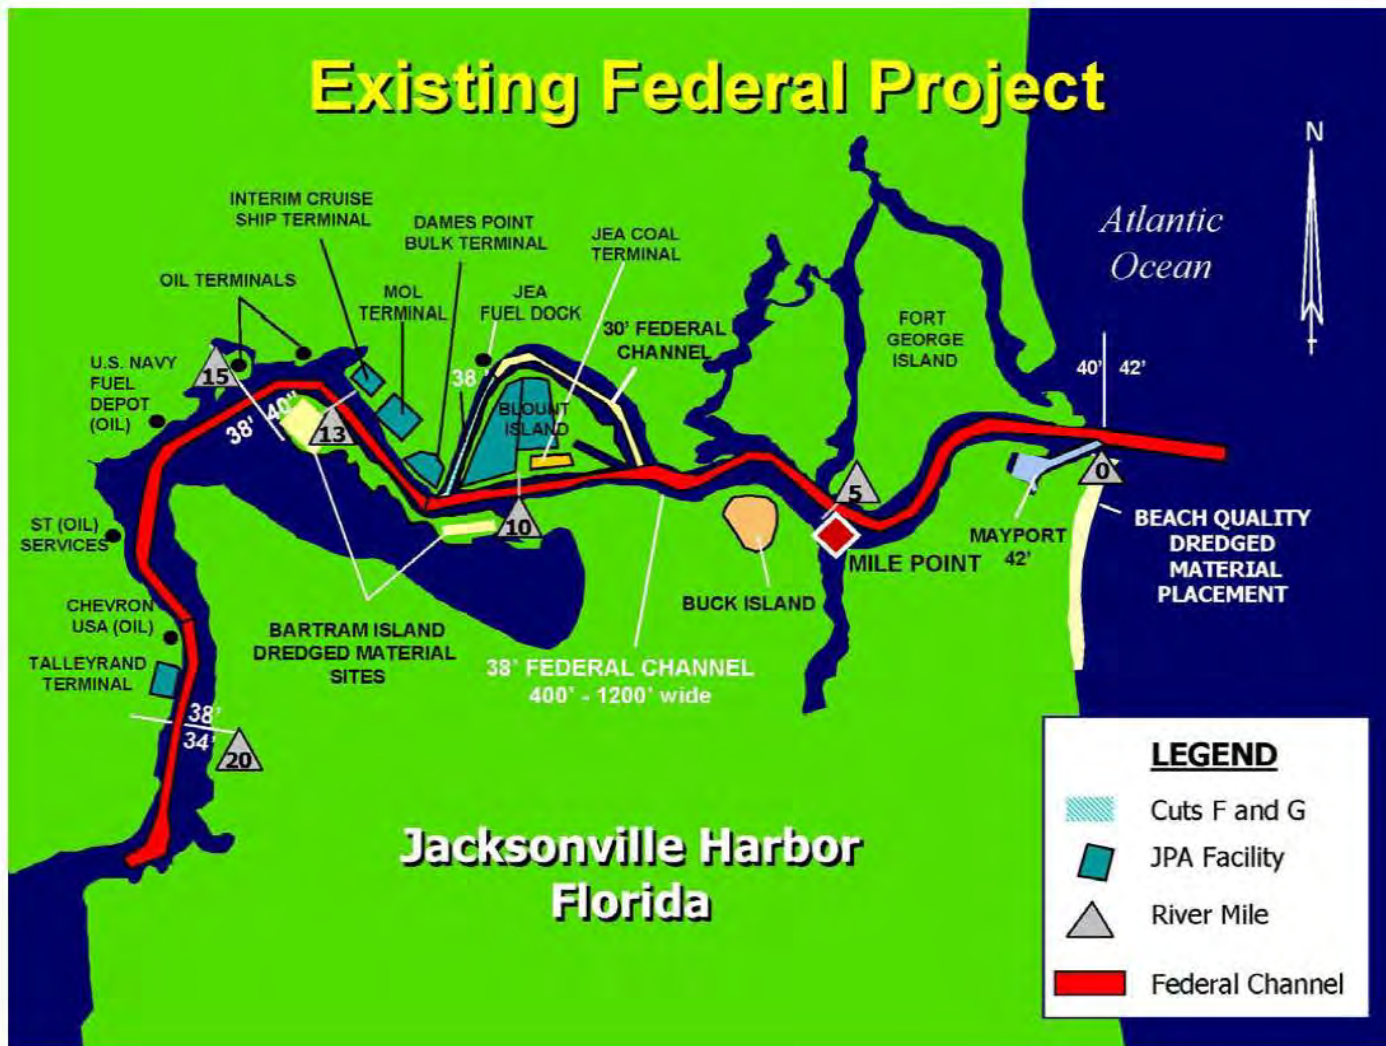 Existing Federal Project
N
Atlantic
Ocean
INTERIM CRUISE
SHIP TERMINAL
DAMES POINT
BULK TERMINAL
JEA COAL
TERMINAL
OIL TERMINALS
MOL
TERMINAL
JEA
FUEL DOCK
30' FEDERAL
CHANNEL
FORT
GEORGE
ISLAND
40'
42'
U.S. NAVY
FUEL
DEPOT
(OIL)
15
38'
40"
13
38'
BLOUNT
ISLAND
10
5
0
ST (OIL)
SERVICES
MAYPORT
42'
BEACH QUALITY
DREDGED
MATERIAL
PLACEMENT
MILE POINT
BUCK ISLAND
CHEVRON
USA (OIL)
BARTRAM ISLAND
DREDGED MATERIAL
SITES
TALLEYRAND
TERMINAL
38' FEDERAL CHANNEL
400' - 1200' wide
38'
34'
20
Jacksonville Harbor
Florida
LEGEND
Cuts F and G
JPA Facility
River Mile
Federal Channel